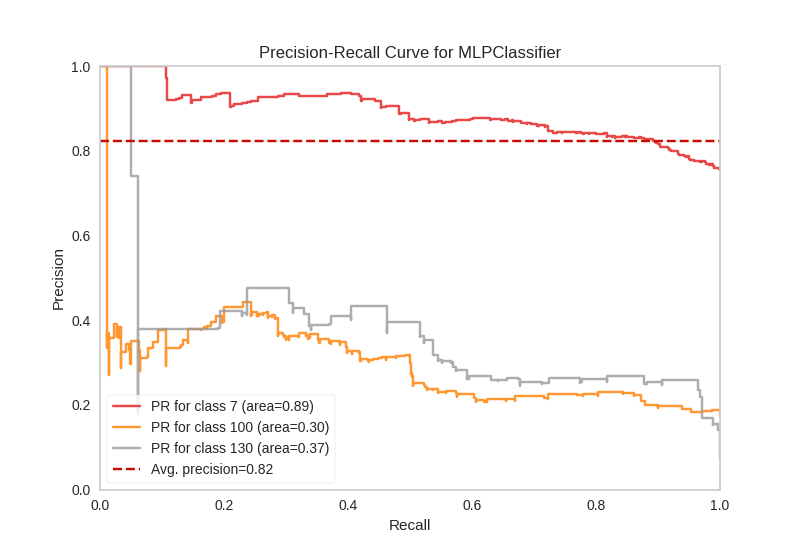 Precision-Recall Curve for MLPClassifier
1.0
0.8
0.6
0.4
0.2
0.0
Precision
PR for class 7 (area=0.89)
PR for class 100 (area=0.30)
PR for class 130 (area=0.37)
Avg. precision=0.82
0.0 0.2 0.4 0.6 0.8 1.0
Recall